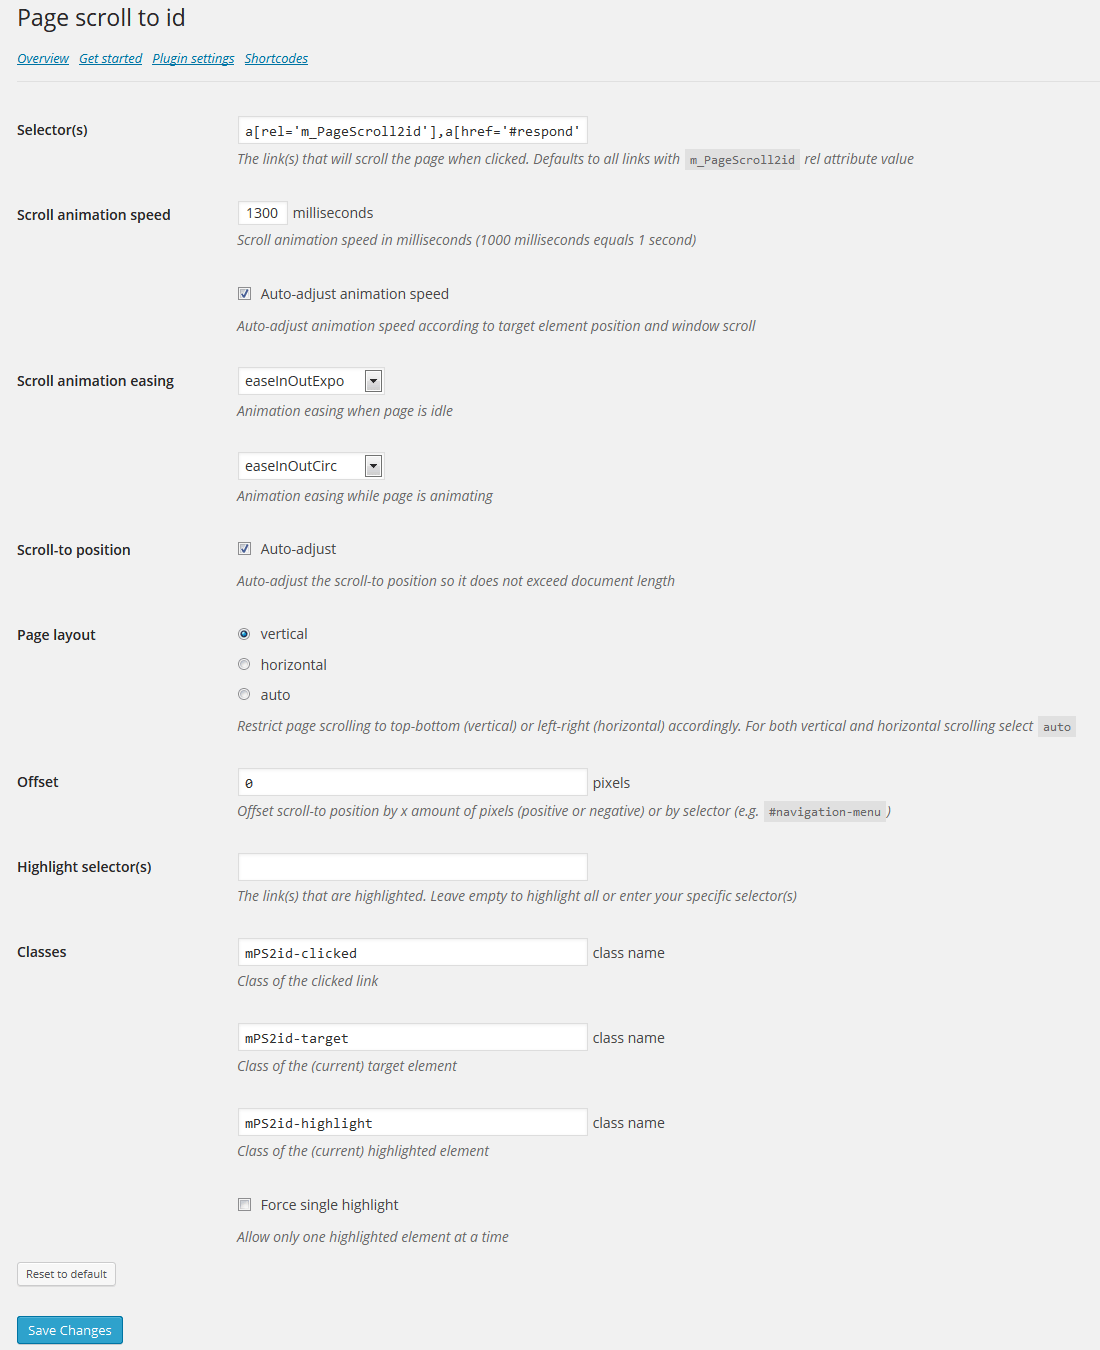 Page scroll to id
Overview Get started Plugin settings Shortcodes
Selector(s)
a[rel='m_PageScroll2id'],a[href='#respond'
The link(s) that will scroll the page when clicked. Defaults to all links with m_PageScroll2id rel attribute value
Scroll animation speed
1300 milliseconds
Scroll animation speed in milliseconds (1000 milliseconds equals 1 second)
Auto-adjust animation speed
Auto-adjust animation speed according to target element position and window scroll
Scroll animation easing
easeInOutExpo
Animation easing when page is idle
easeInOutCirc
Animation easing while page is animating
Scroll-to position
Auto-adjust
Auto-adjust the scroll-to position so it does not exceed document length
Page layout
vertical
horizontal
auto
Restrict page scrolling to top-bottom (vertical) or left-right (horizontal) accordingly. For both vertical and horizontal scrolling select auto
Offset
0 pixels
Offset scroll-to position by x amount of pixels (positive or negative) or by selector (e.g. #navigation-menu)
Highlight selector(s)
The link(s) that are highlighted. Leave empty to highlight all or enter your specific selector(s)
Classes
mPS2id-clicked class name
Class of the clicked link
mPS2id-target class name
Class of the (current) target element
mPS2id-highlight class name
Class of the (current) highlighted element
Force single highlight
Allow only one highlighted element at a time
Reset to default
Save Changes